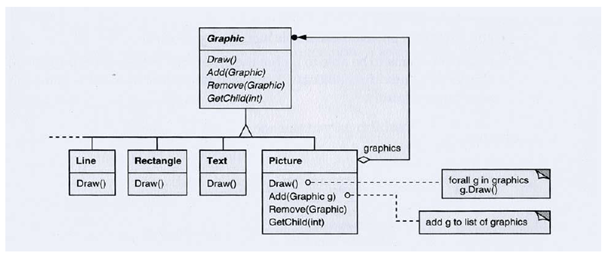 Graphic
Draw()
Add(Graphic)
Remove(Graphic)
GetChild(int)
graphics
Line
Draw()
Rectangle
Draw()
Text
Draw()
Picture
Draw()
Add(Graphic g)
Remove(Graphic)
GetChild(int)
forall g in graphics
g.Draw()
add g to list of graphics